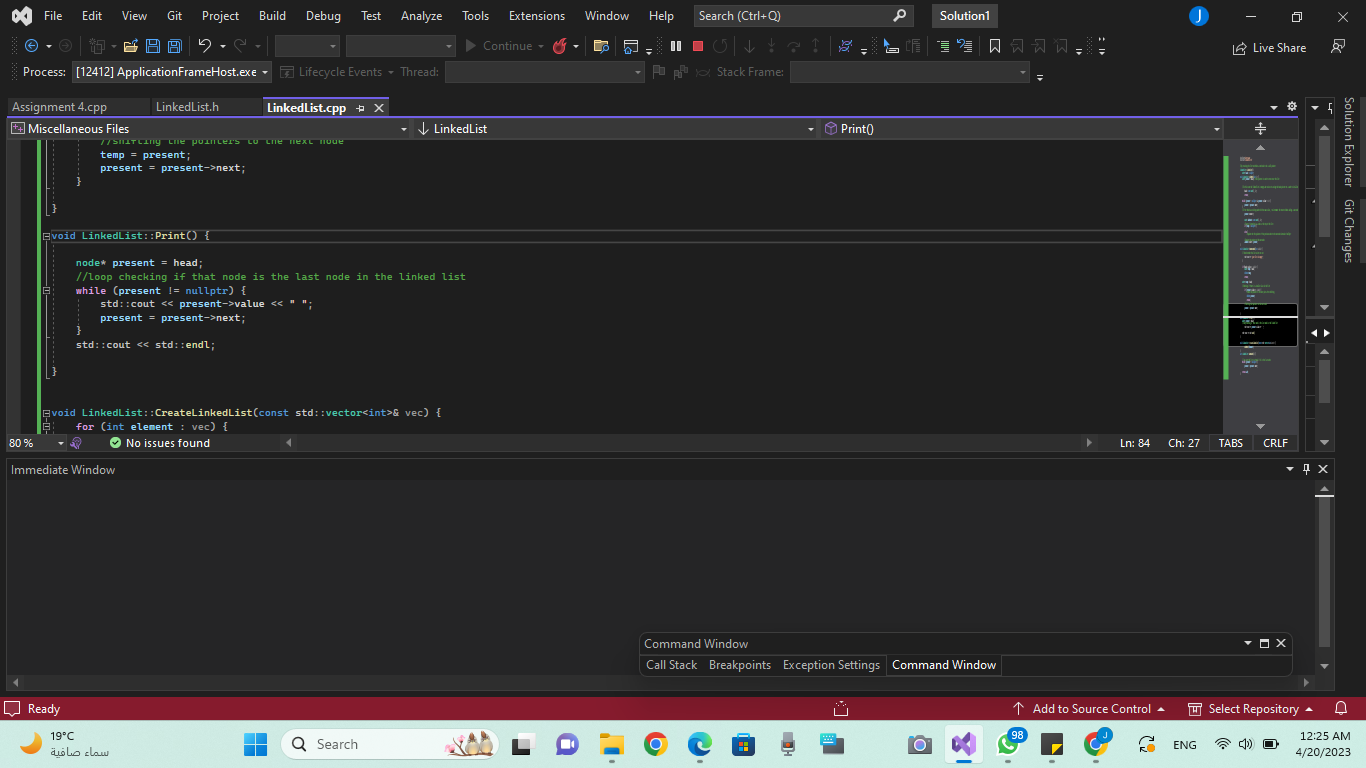 File Edit View Git Project Build Debug Test Analyze Tools Extensions Window Help Search (Ctrl+Q) Solution1 J
Continue Live Share
Process: [12412] ApplicationFrameHost.exe Lifecycle Events Thread: Stack Frame:
Assignment 4.cpp LinkedList.h LinkedList.cpp
Miscellaneous Files LinkedList Print()
//shifting the pointers to the next node
temp = present;
present = present->next;
}
}
void LinkedList::Print() {
node* present = head;
//loop checking if that node is the last node in the linked list
while (present != nullptr) {
std::cout << present->value << " ";
present = present->next;
}
std::cout << std::endl;
}
void LinkedList::CreateLinkedList(const std::vector<int>& vec) {
for (int element : vec) {
80 % No issues found Ln: 84 Ch: 27 TABS CRLF
Solution Explorer
Git Changes
Immediate Window
Command Window
Call Stack Breakpoints Exception Settings Command Window
Ready Add to Source Control Select Repository
19°C
سماء صافية
Search
98
J
ENG
12:25 AM
4/20/2023